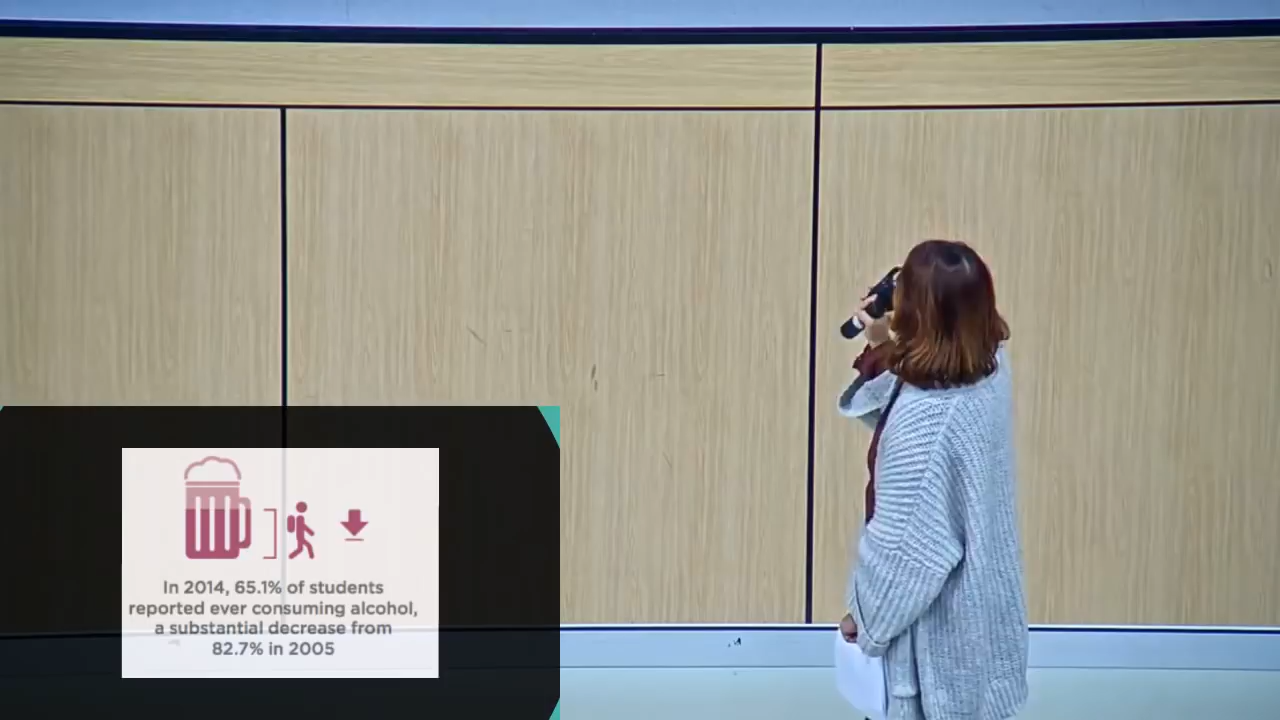 In 2014, 65.1% of students
reported ever consuming alcohol,
a substantial decrease from
82.7% in 2005